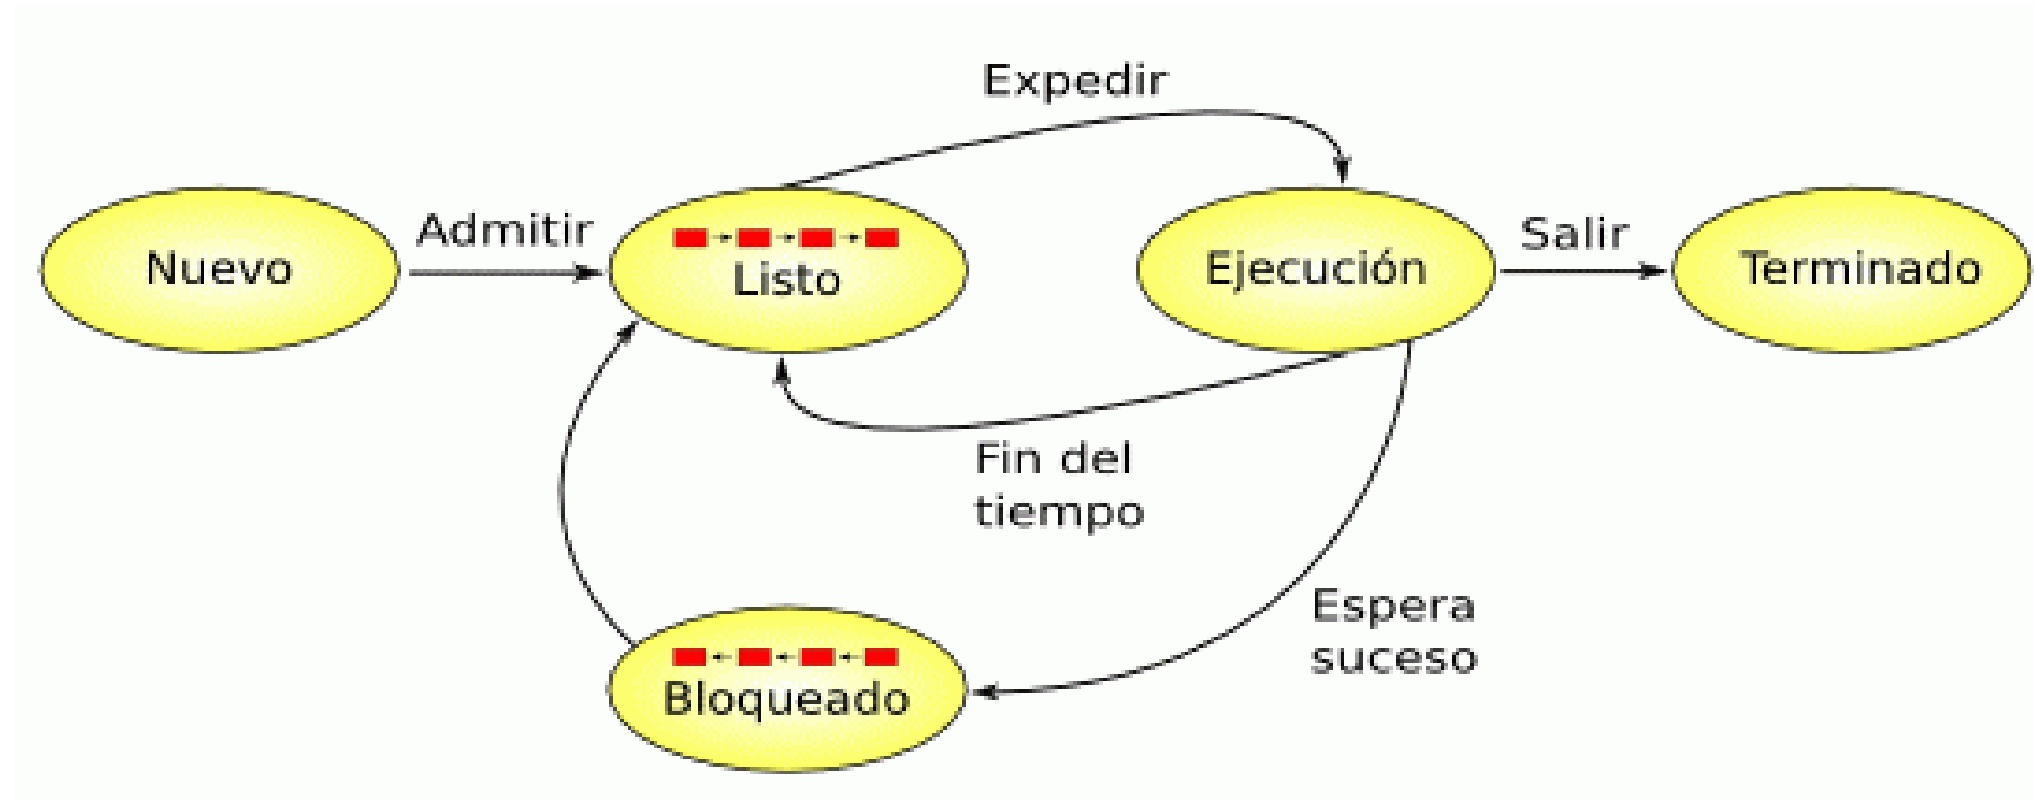 Expedir
Nuevo
Admitir
Listo
Ejecución
Salir
Terminado
Fin del
tiempo
Espera
suceso
Bloqueado